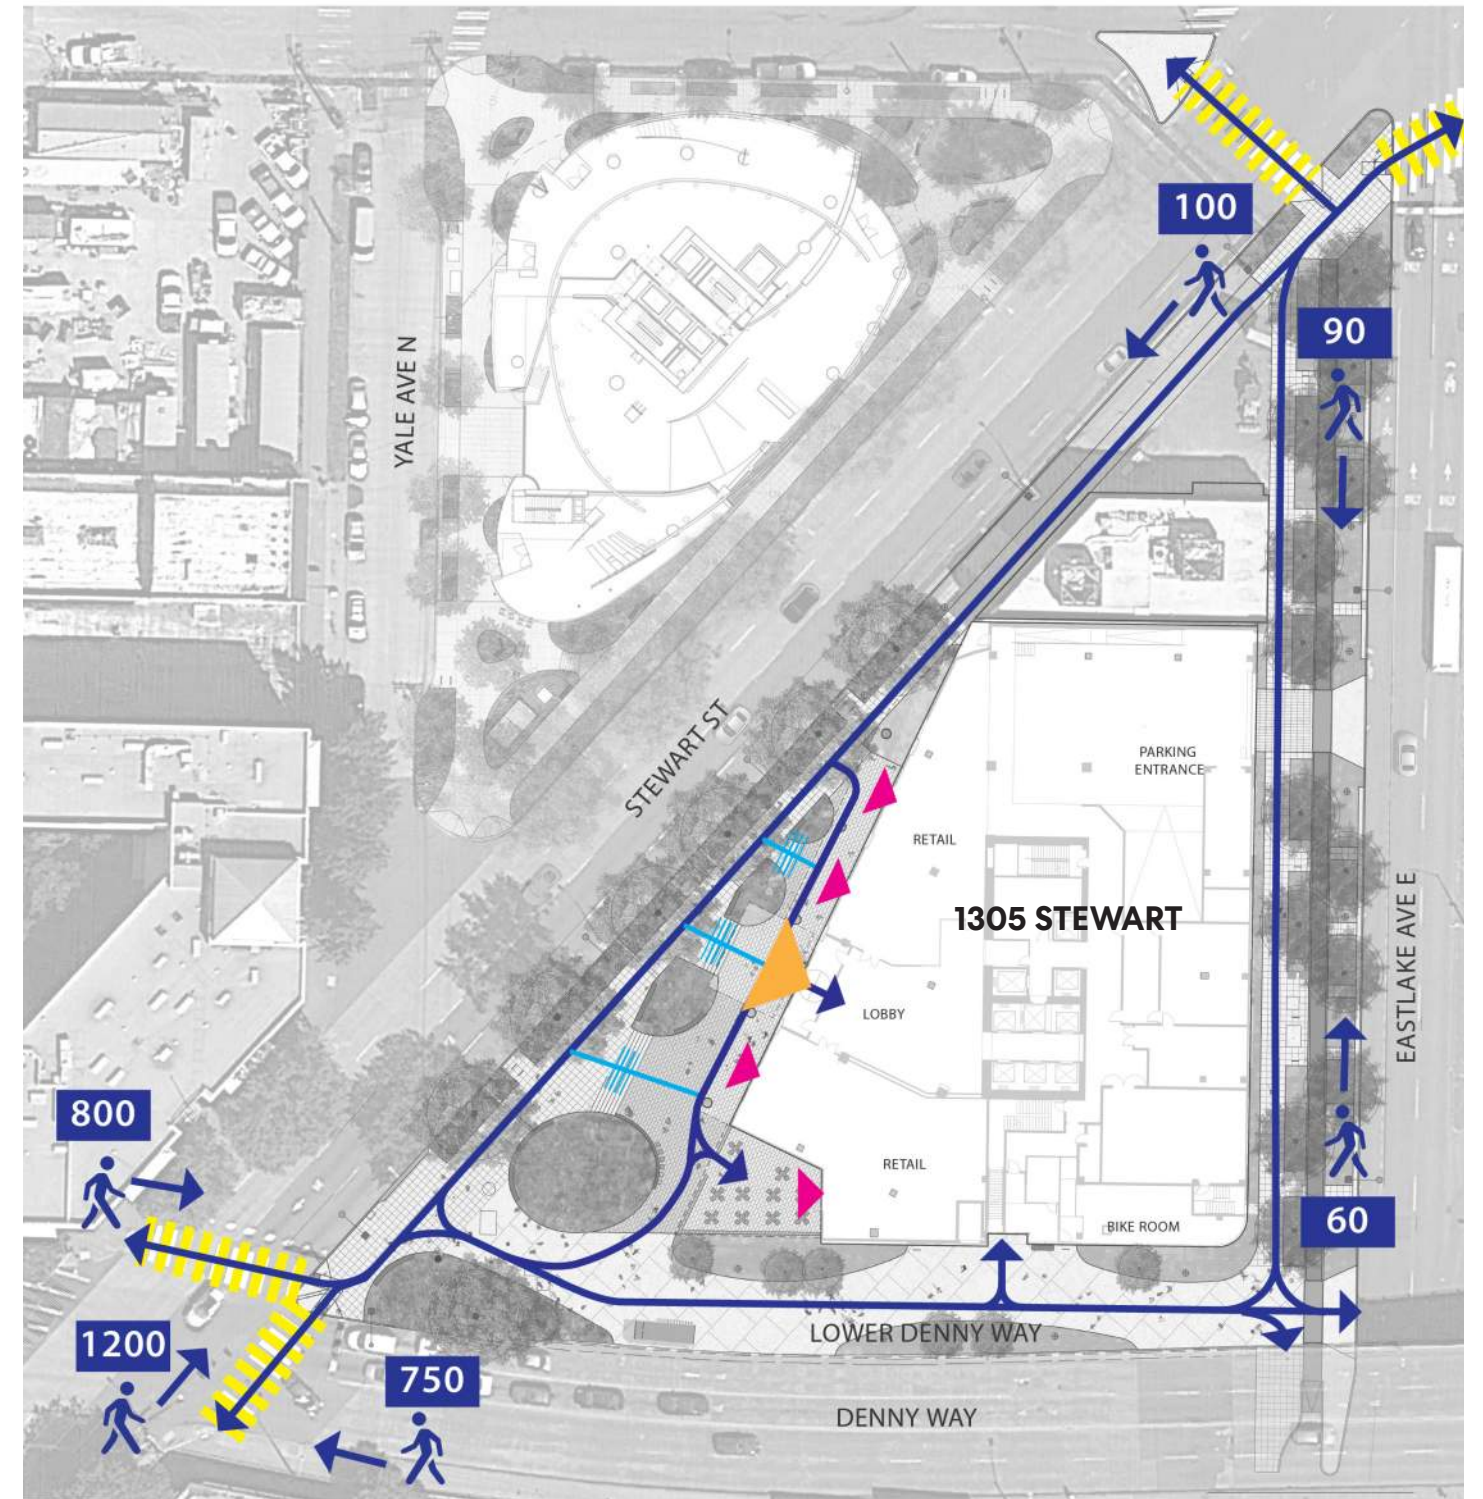 100
90
YALE AVE N
STEWART ST
PARKING
ENTRANCE
RETAIL
1305 STEWART
LOBBY
EASTLAKE AVE E
800
RETAIL
BIKE ROOM
60
1200
LOWER DENNY WAY
750
DENNY WAY